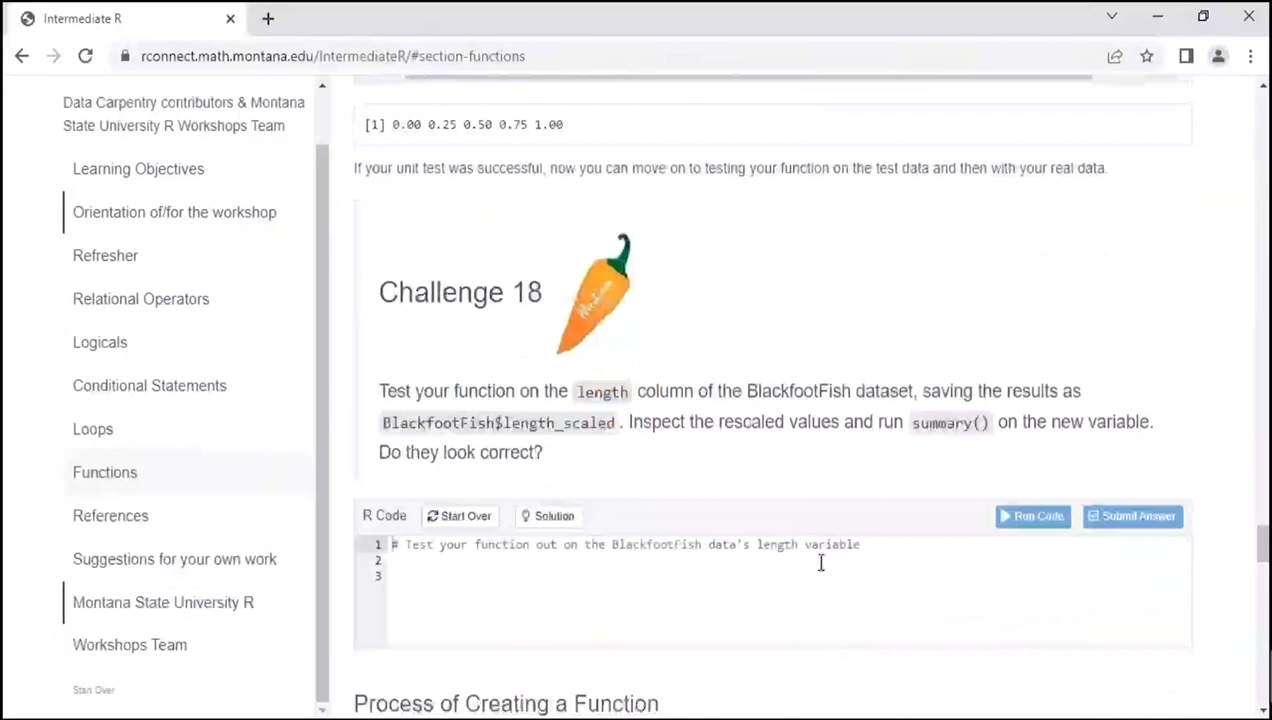 Intermediate R
rconnect.math.montana.edu/IntermediateR/#section-functions
Data Carpentry contributors & Montana
State University R Workshops Team
Learning Objectives
Orientation of/for the workshop
Refresher
Relational Operators
Logicals
Conditional Statements
Loops
Functions
References
Suggestions for your own work
Montana State University R
Workshops Team
Start Over
[1] 0.00 0.25 0.50 0.75 1.00
If your unit test was successful, now you can move on to testing your function on the test data and then with your real data.
Challenge 18
Medium
Test your function on the length column of the BlackfootFish dataset, saving the results as
BlackfootFish$length_scaled. Inspect the rescaled values and run summary() on the new variable.
Do they look correct?
R Code Start Over Solution Run Code Submit Answer
1 # Test your function out on the BlackfootFish data's length variable
2
3
Process of Creating a Function